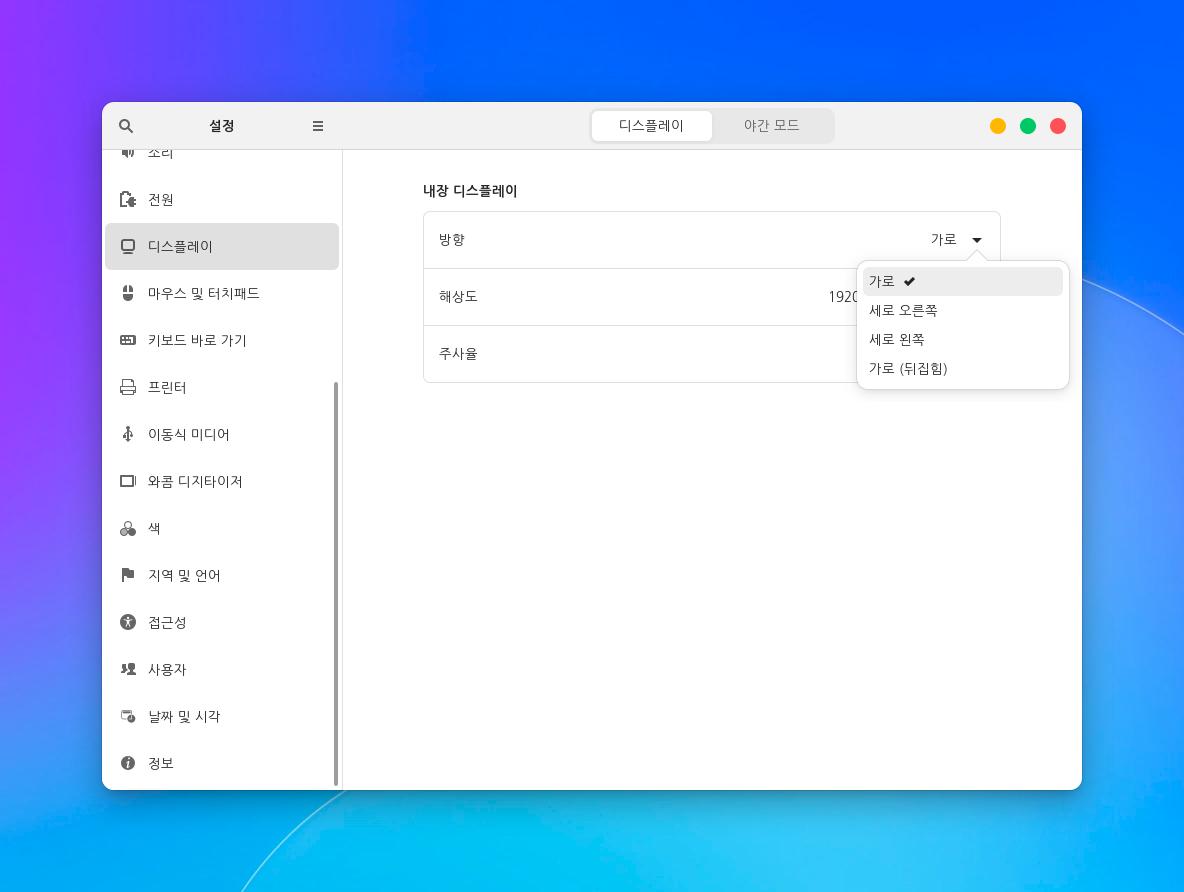 설정
디스플레이
야간 모드
소리
전원
디스플레이
마우스 및 터치패드
키보드 바로 가기
프린터
이동식 미디어
와콤 디지타이저
색
지역 및 언어
접근성
사용자
날짜 및 시각
정보
내장 디스플레이
방향
가로
해상도
1920
주사율
가로
세로 오른쪽
세로 왼쪽
가로 (뒤집힘)